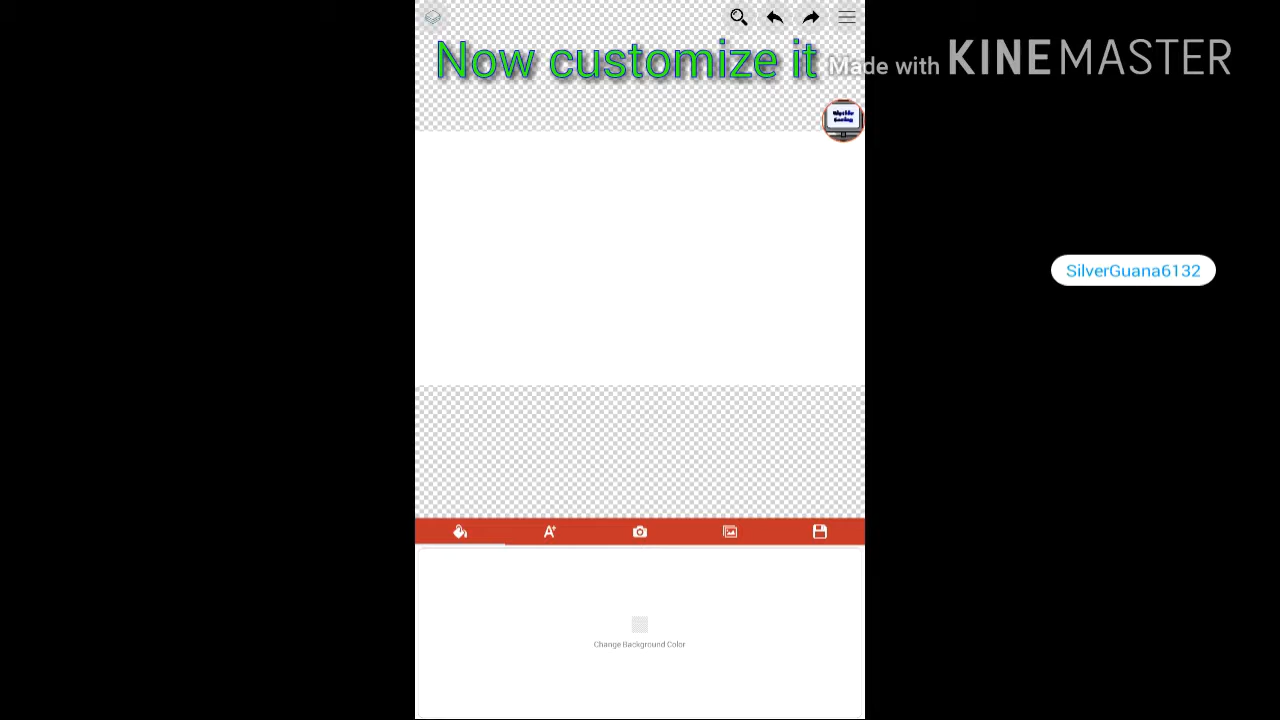 Now customize it
Made with KINEMASTER
SilverGuana6132
Change Background Color